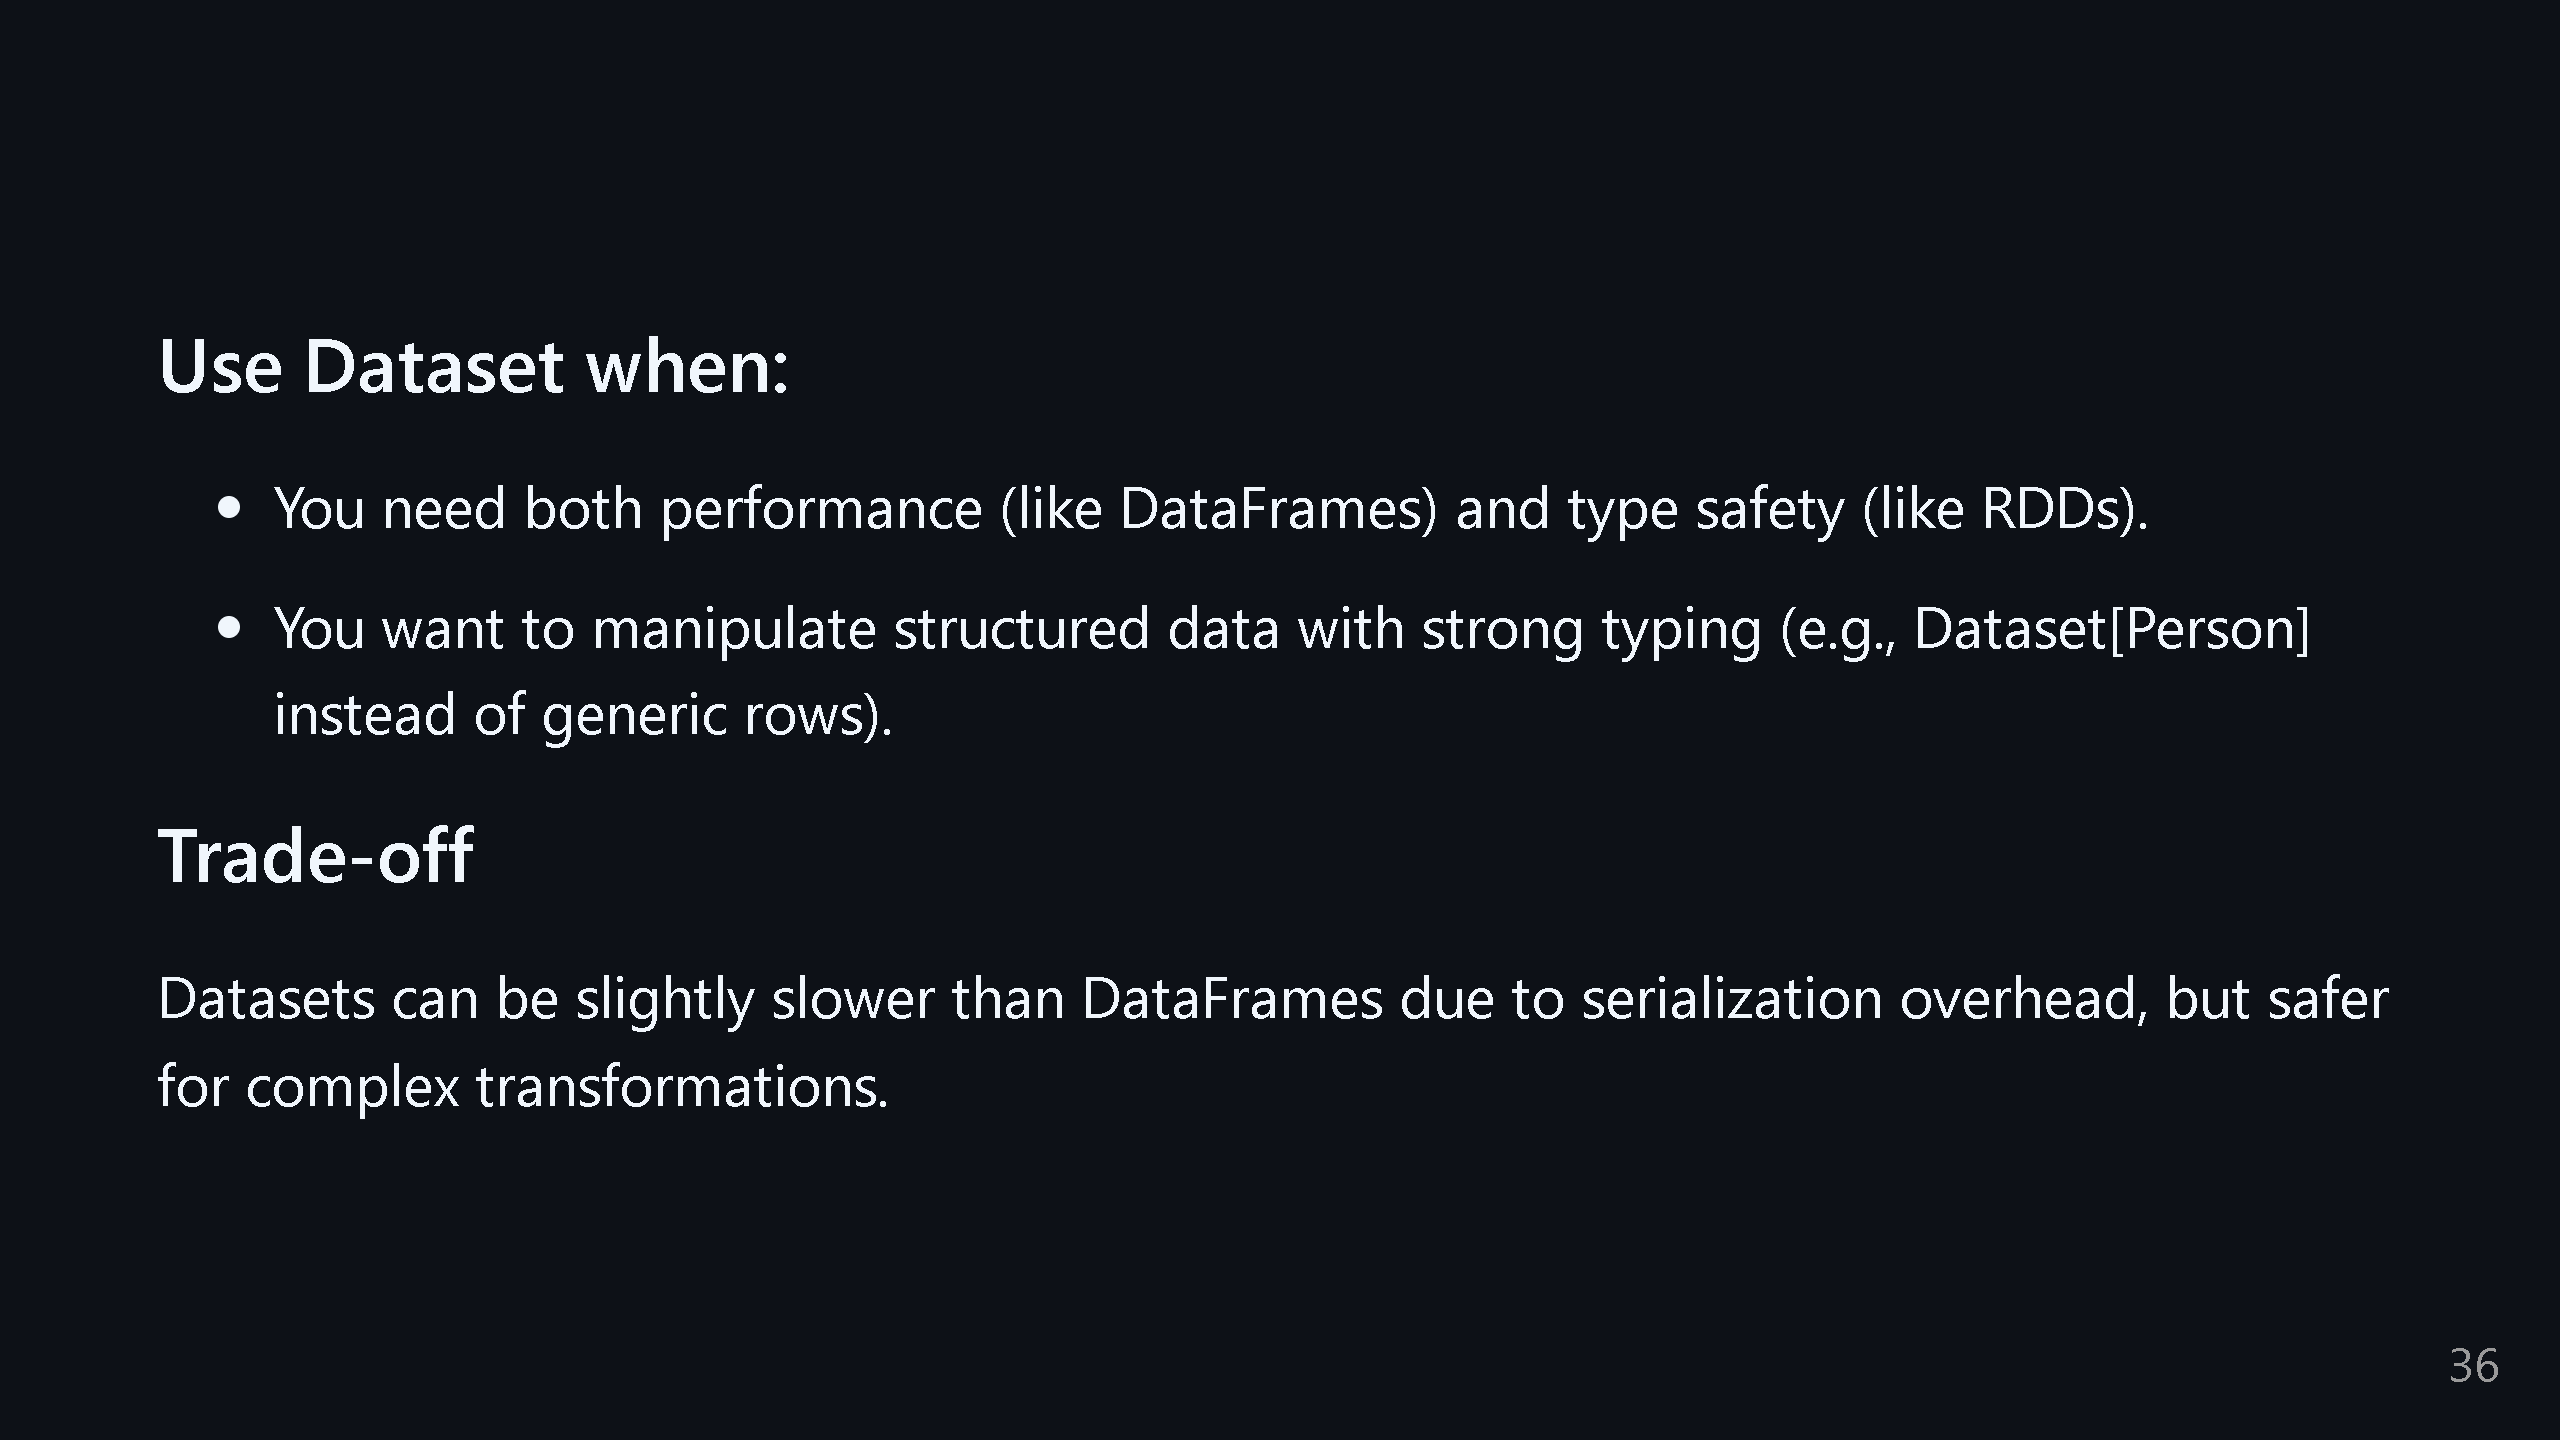 Use Dataset when:
• You need both performance (like DataFrames) and type safety (like RDDs).
• You want to manipulate structured data with strong typing (e.g., Dataset[Person]
instead of generic rows).
Trade-off
Datasets can be slightly slower than DataFrames due to serialization overhead, but safer
for complex transformations.
36